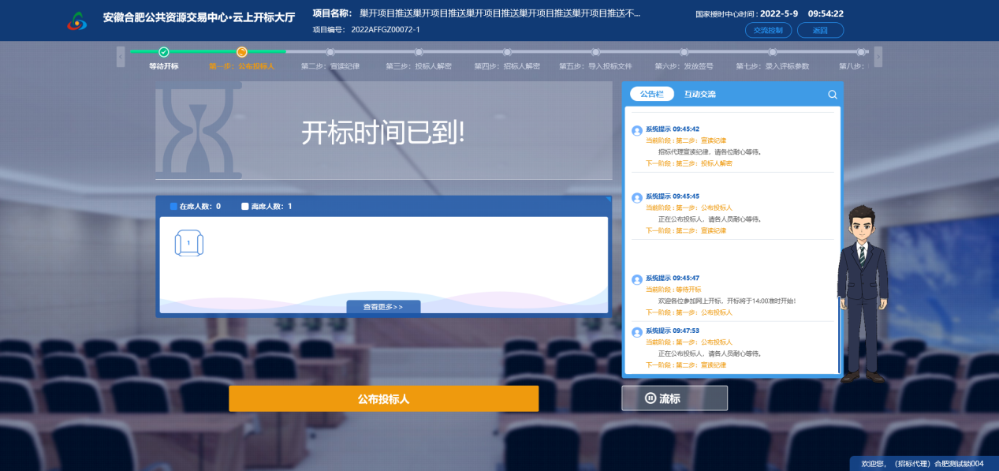 安徽合肥公共资源交易中心·云上开标大厅
项目名称： 巢开项目推送巢开项目推送巢开项目推送巢开项目推送巢开项目推送不...
项目编号： 2022AFFGZ00072-1
国家授时中心时间：2022-5-9 09:54:22
交流控制 返回
等待开标 第一步：公布投标人 第二步：宣读纪律 第三步：投标人解密 第四步：招标人解密 第五步：导入投标文件 第六步：发放签号 第七步：录入评标参数 第八步：
开标时间已到!
在席人数：0 离席人数：1
1
查看更多>>
公布投标人
公告栏 互动交流
系统提示 09:45:42
当前阶段：第二步：宣读纪律
招标代理宣读纪律，请各位耐心等待。
下一阶段：第三步：投标人解密
系统提示 09:45:45
当前阶段：第一步：公布投标人
正在公布投标人，请各人员耐心等待。
下一阶段：第二步：宣读纪律
系统提示 09:45:47
当前阶段：等待开标
欢迎各位参加网上开标，开标将于14:00准时开始!
下一阶段：第一步：公布投标人
系统提示 09:47:53
当前阶段：第一步：公布投标人
正在公布投标人，请各人员耐心等待。
下一阶段：第二步：宣读纪律
流标
欢迎您，（招标代理）合肥测试锁004